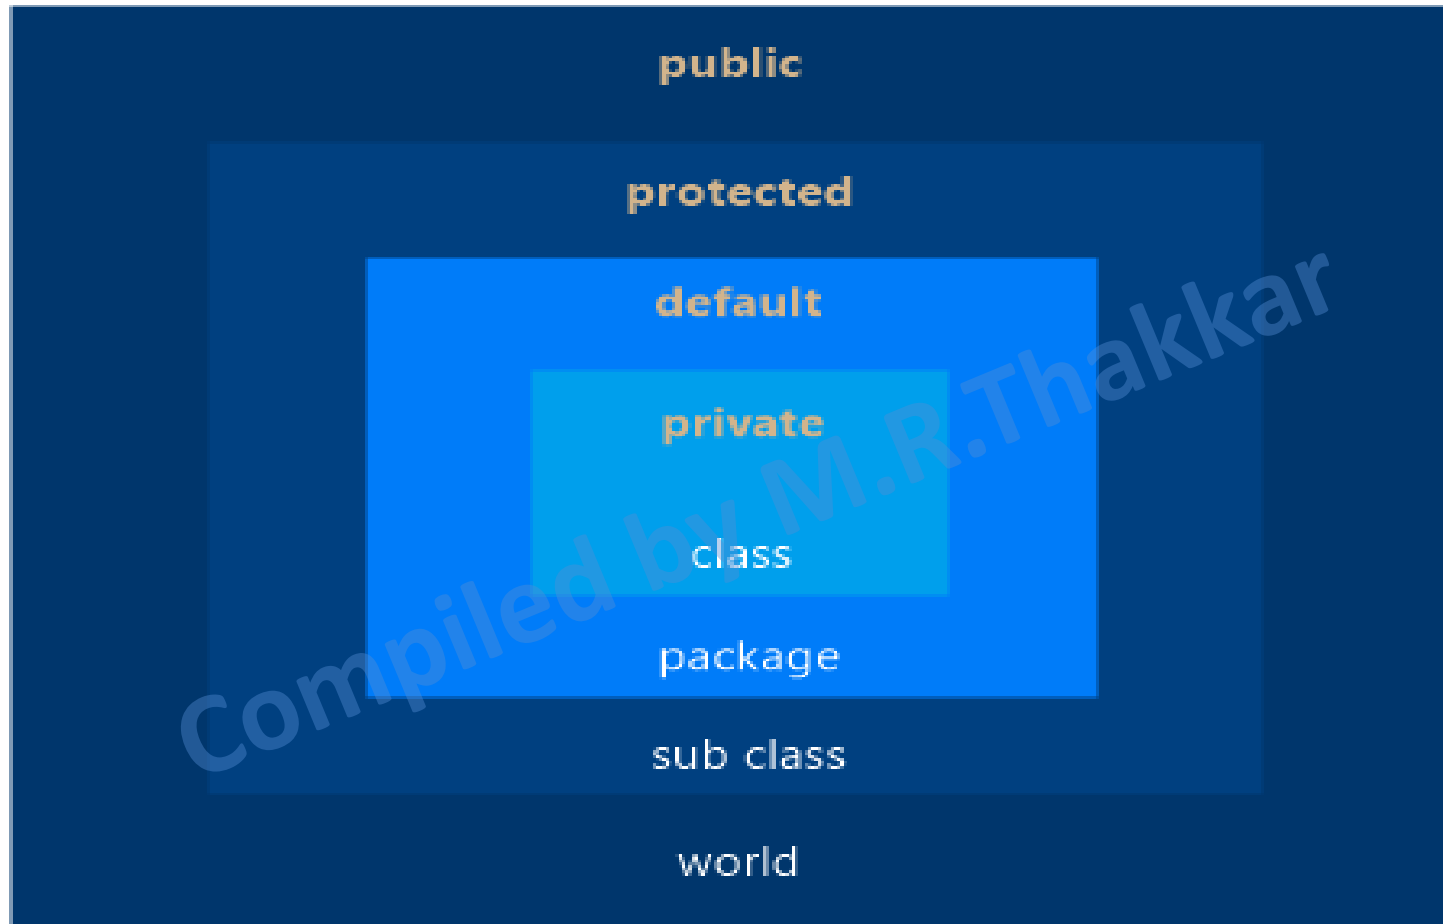 public
protected
default
private
class
package
sub class
world
Compiled by M.R.Thakkar